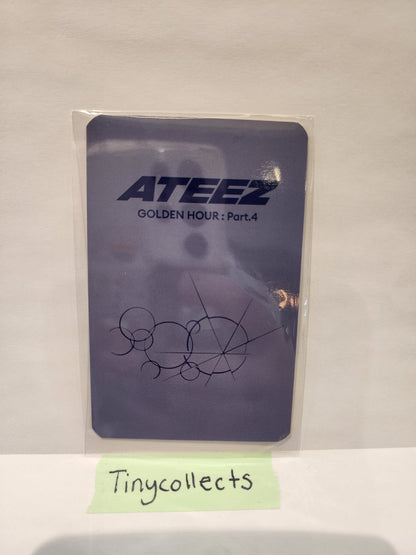 ATEEZ
GOLDEN HOUR : Part.4
Tinycollects